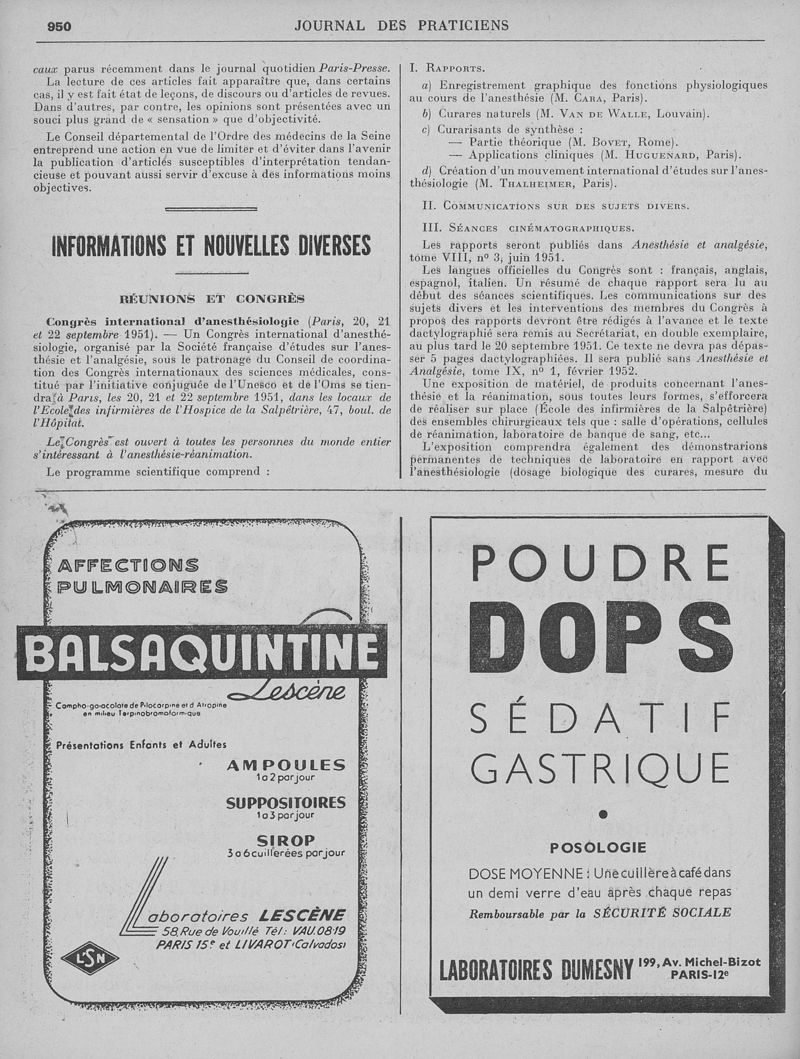 950
JOURNAL DES PRATICIENS
caux parus récemment dans le journal quotidien Paris-Presse.
La lecture de ces articles fait apparaître que, dans certains
cas, il y est fait état de leçons, de discours ou d'articles de revues.
Dans d'autres, par contre, les opinions sont présentées avec un
souci plus grand de « sensation » que d'objectivité.
Le Conseil départemental de l'Ordre des médecins de la Seine
entreprend une action en vue de limiter et d'éviter dans l'avenir
la publication d'articles susceptibles d'interprétation tendan-
cieuse et pouvant aussi servir d'excuse à des informations moins
objectives.
INFORMATIONS ET NOUVELLES DIVERSES
RÉUNIONS ET CONGRÈS
Congrès international d'anesthésiologie (Paris, 20, 21
et 22 septembre 1951). — Un Congrès international d'anesthé-
siologie, organisé par la Société française d'études sur l'anes-
thésie et l'analgésie, sous le patronage du Conseil de coordina-
tion des Congrès internationaux des sciences médicales, cons-
titué par l'initiative conjuguée de l'Unesco et de l'Oms se tien-
dra à Paris, les 20, 21 et 22 septembre 1951, dans les locaux de
l'Ecole des infirmières de l'Hospice de la Salpêtrière, 47, boul. de
l'Hôpital.
Le Congrès est ouvert à toutes les personnes du monde entier
s'intéressant à l'anesthésie-réanimation.
Le programme scientifique comprend :
I. RAPPORTS.
a) Enregistrement graphique des fonctions physiologiques
au cours de l'anesthésie (M. CARA, Paris).
b) Curares naturels (M. VAN DE WALLE, Louvain).
c) Curarisants de synthèse :
— Partie théorique (M. BOVET, Rome).
— Applications cliniques (M. HUGUENARD, Paris).
d) Création d'un mouvement international d'études sur l'anes-
thésiologie (M. THALHEIMER, Paris).
II. COMMUNICATIONS SUR DES SUJETS DIVERS.
III. SÉANCES CINÉMATOGRAPHIQUES.
Les rapports seront publiés dans Anesthésie et analgésie,
tome VIII, nº 3, juin 1951.
Les langues officielles du Congrès sont : français, anglais,
espagnol, italien. Un résumé de chaque rapport sera lu au
début des séances scientifiques. Les communications sur des
sujets divers et les interventions des membres du Congrès à
propos des rapports devront être rédigés à l'avance et le texte
dactylographié sera remis au Secrétariat, en double exemplaire,
au plus tard le 20 septembre 1951. Ce texte ne devra pas dépas-
ser 5 pages dactylographiées. Il sera publié sans Anesthésie et
Analgésie, tome IX, nº 1, février 1952.
Une exposition de matériel, de produits concernant l'anes-
thésie et la réanimation, sous toutes leurs formes, s'efforcera
de réaliser sur place (École des infirmières de la Salpêtrière)
des ensembles chirurgicaux tels que : salle d'opérations, cellules
de réanimation, laboratoire de banque de sang, etc...
L'exposition comprendra également des démonstrarions
permanentes de techniques de laboratoire en rapport avec
l'anesthésiologie (dosage biologique des curares, mesure du
AFFECTIONS
PULMONAIRES
BALSAQUINTINE
Lescène
Campho-gaiacolate de Pilocarpine et d'Atropine
en milieu Terpinobromoformique
Présentations Enfants et Adultes
AMPOULES
1 à 2 par jour
SUPPOSITOIRES
1 à 3 par jour
SIROP
3 à 6 cuillerées par jour
Laboratoires LESCÈNE
58, Rue de Vouillé Tél: VAU.08-19
PARIS 15e et LIVAROT (Calvados)
LSN
POUDRE
DOPS
SÉDATIF
GASTRIQUE
POSOLOGIE
DOSE MOYENNE : Une cuillère à café dans
un demi verre d'eau après chaque repas
Remboursable par la SÉCURITÉ SOCIALE
LABORATOIRES DUMESNY 199, Av. Michel-Bizot
PARIS-12e